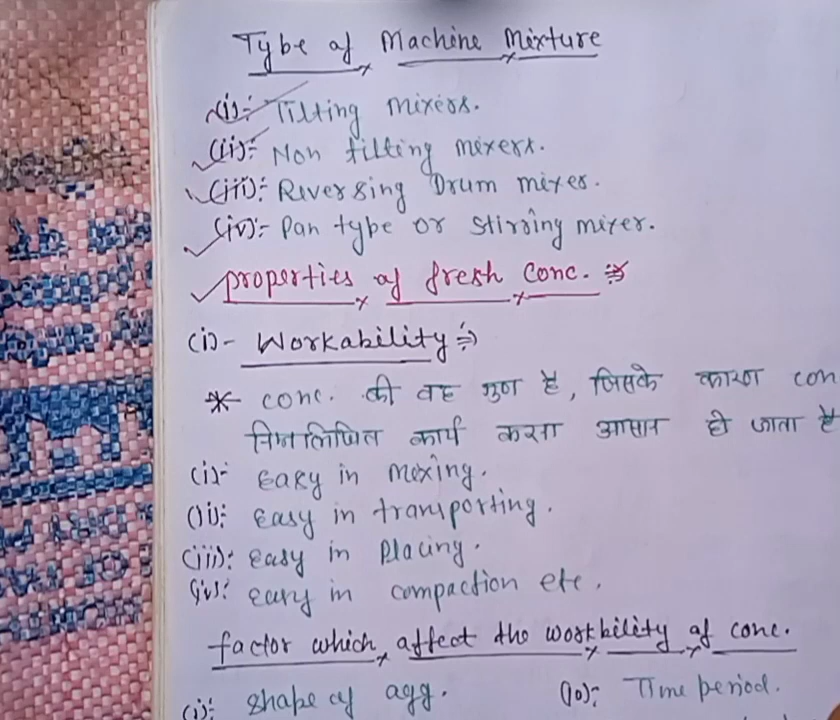 Type of Machine Mixture
(i):- Tilting mixers.
(ii):- Non tilting mixers.
(iii):- Reversing Drum mixer.
(iv):- Pan type or stirring mixer.
properties of fresh conc. ⇒
(i)- Workability ⇒
* conc. की वह गुण है, जिसके कारण con
निम्नलिखित कार्य करना आसान हो जाता है
(i):- easy in mixing.
(ii): easy in transporting.
(iii): easy in placing.
(iv): easy in compaction etc.
factor which affect the workbility of conc.
(i): shape of agg. (10):- Time period.